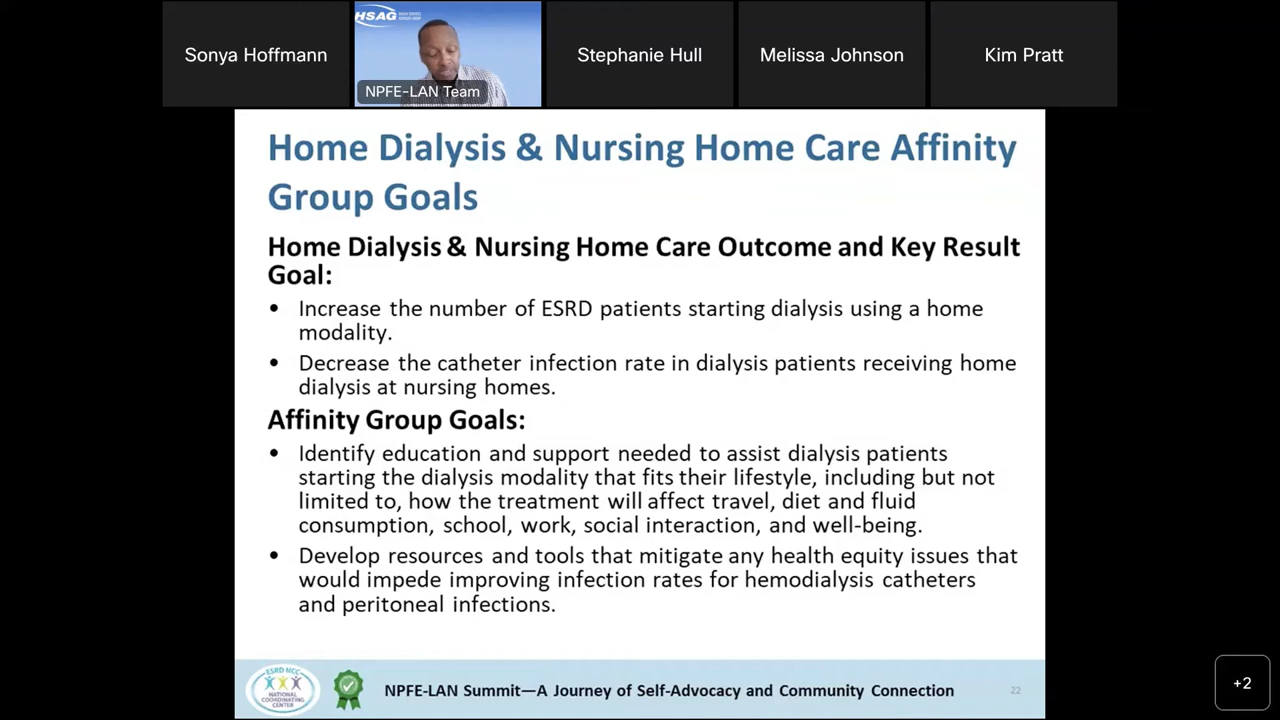 Sonya Hoffmann
HSAG
NPFE-LAN Team
Stephanie Hull
Melissa Johnson
Kim Pratt
Home Dialysis & Nursing Home Care Affinity
Group Goals
Home Dialysis & Nursing Home Care Outcome and Key Result
Goal:
• Increase the number of ESRD patients starting dialysis using a home
modality.
• Decrease the catheter infection rate in dialysis patients receiving home
dialysis at nursing homes.
Affinity Group Goals:
• Identify education and support needed to assist dialysis patients
starting the dialysis modality that fits their lifestyle, including but not
limited to, how the treatment will affect travel, diet and fluid
consumption, school, work, social interaction, and well-being.
• Develop resources and tools that mitigate any health equity issues that
would impede improving infection rates for hemodialysis catheters
and peritoneal infections.
ESRD NCC
NATIONAL
COORDINATING
CENTER
NPFE-LAN Summit—A Journey of Self-Advocacy and Community Connection
22
+2